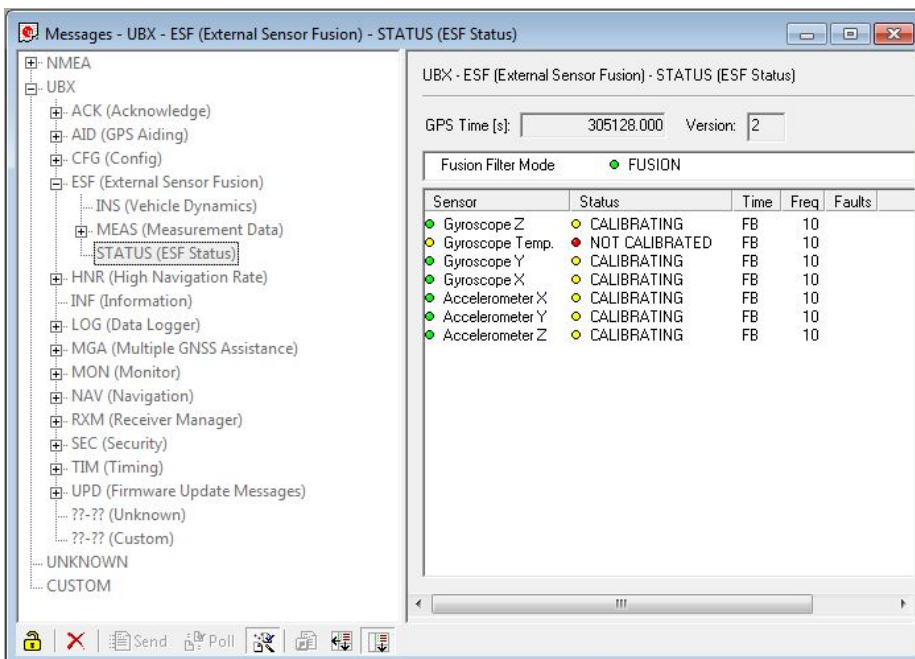 Messages - UBX - ESF (External Sensor Fusion) - STATUS (ESF Status)
NMEA
UBX
ACK (Acknowledge)
AID (GPS Aiding)
CFG (Config)
ESF (External Sensor Fusion)
INS (Vehicle Dynamics)
MEAS (Measurement Data)
STATUS (ESF Status)
HNR (High Navigation Rate)
INF (Information)
LOG (Data Logger)
MGA (Multiple GNSS Assistance)
MON (Monitor)
NAV (Navigation)
RXM (Receiver Manager)
SEC (Security)
TIM (Timing)
UPD (Firmware Update Messages)
??-?? (Unknown)
??-?? (Custom)
UNKNOWN
CUSTOM
UBX - ESF (External Sensor Fusion) - STATUS (ESF Status)
GPS Time [s]: 305128.000 Version: 2
Fusion Filter Mode FUSION
Sensor Status Time Freq Faults
Gyroscope Z CALIBRATING FB 10
Gyroscope Temp. NOT CALIBRATED FB 10
Gyroscope Y CALIBRATING FB 10
Gyroscope X CALIBRATING FB 10
Accelerometer X CALIBRATING FB 10
Accelerometer Y CALIBRATING FB 10
Accelerometer Z CALIBRATING FB 10
Send Poll